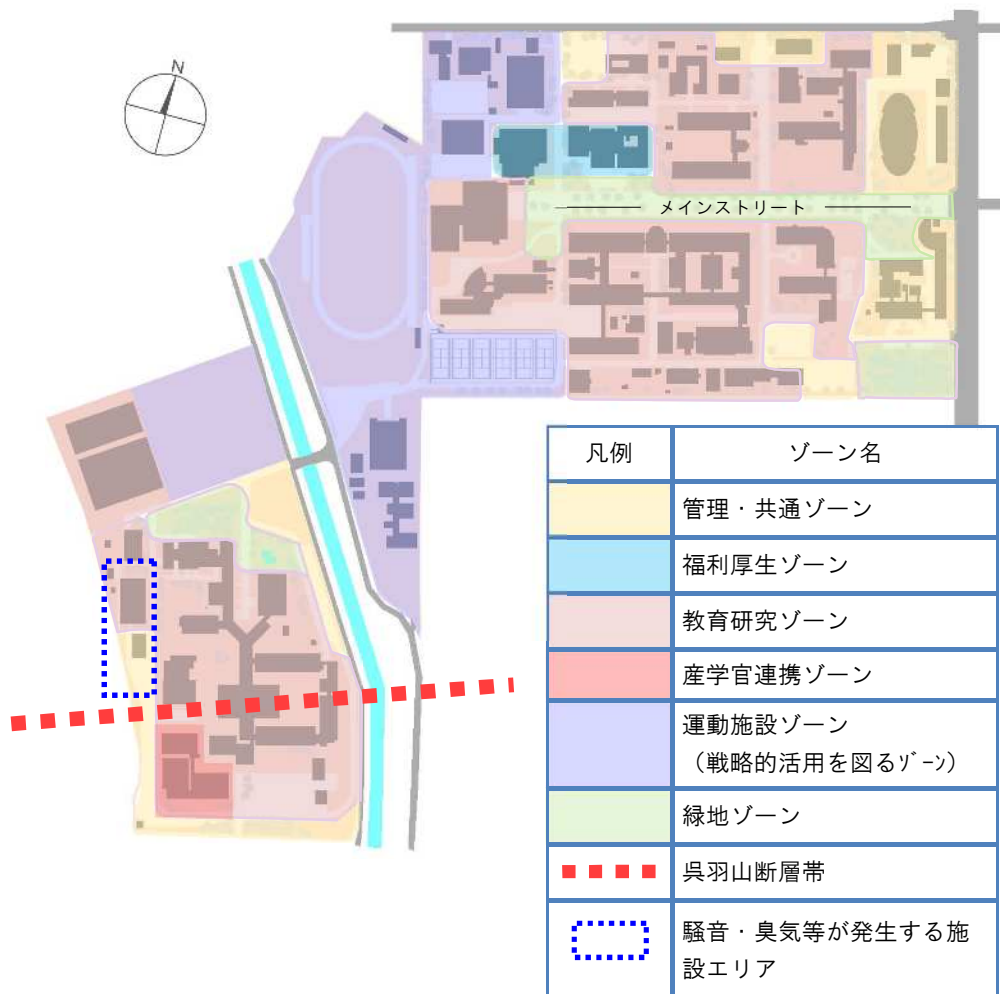 N
メインストリート
凡例 ゾーン名
管理・共通ゾーン
福利厚生ゾーン
教育研究ゾーン
産学官連携ゾーン
運動施設ゾーン
（戦略的活用を図るｿﾞｰﾝ）
緑地ゾーン
呉羽山断層帯
騒音・臭気等が発生する施
設エリア